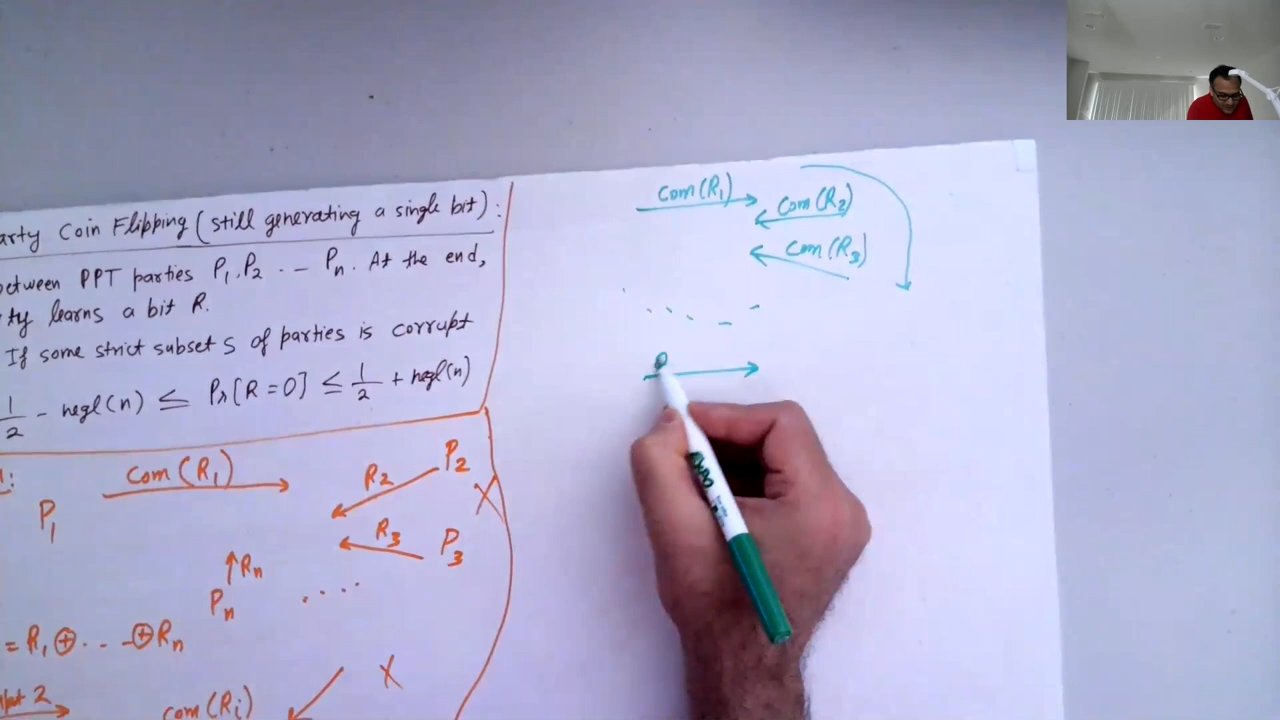 arty Coin Flipping (still generating a single bit):
between PPT parties P1, P2 ... Pn. At the end,
ty learns a bit R.
If some strict subset S of parties is corrupt
1/2 - negl(n) ≤ Pr[R=0] ≤ 1/2 + negl(n)
P1
Com(R1)
R2
P2
X
R3
P3
Pn
Rn
....
= R1 ⊕ ... ⊕ Rn
2
com(Ri)
X
Com(R1)
Com(R2)
Com(R3)